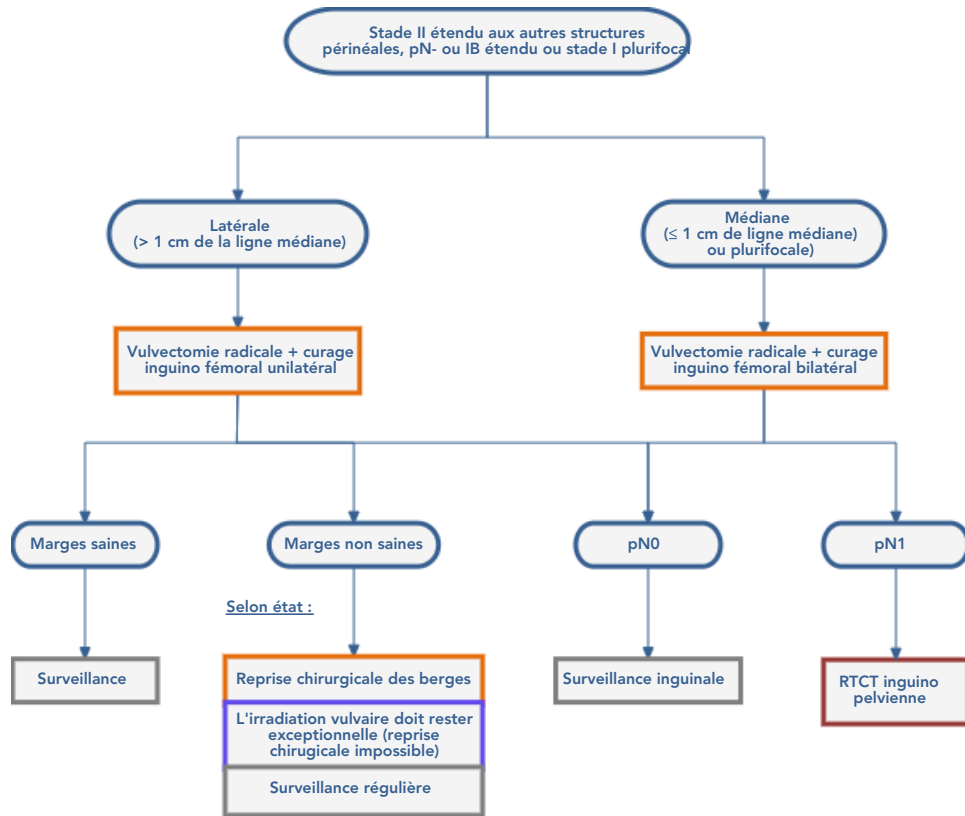 Stade II étendu aux autres structures
périnéales, pN- ou IB étendu ou stade I plurifocal
Latérale
(> 1 cm de la ligne médiane)
Médiane
(≤ 1 cm de ligne médiane)
ou plurifocale)
Vulvectomie radicale + curage
inguino fémoral unilatéral
Vulvectomie radicale + curage
inguino fémoral bilatéral
Marges saines
Marges non saines
pN0
pN1
Selon état :
Surveillance
Reprise chirurgicale des berges
L'irradiation vulvaire doit rester
exceptionnelle (reprise
chirugicale impossible)
Surveillance régulière
Surveillance inguinale
RTCT inguino
pelvienne